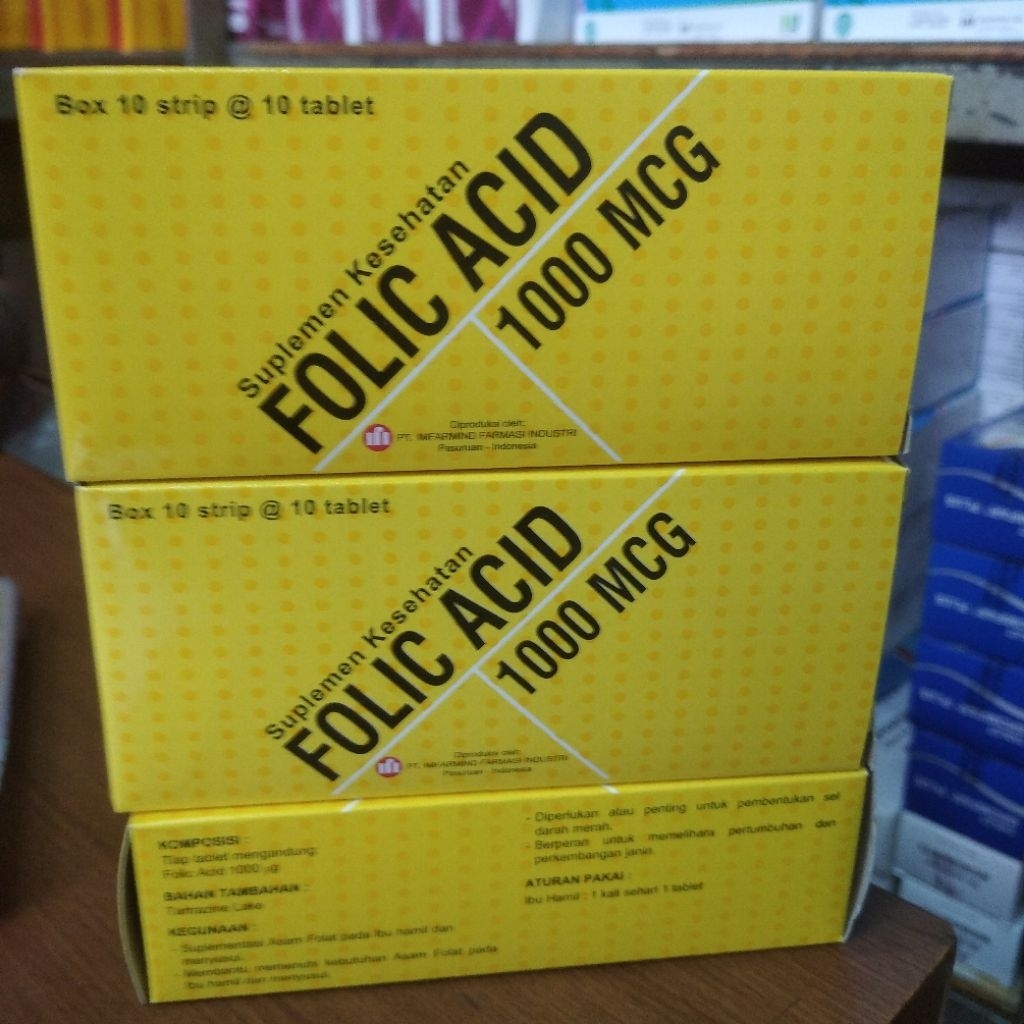 Box 10 strip @ 10 tablet
Suplemen Kesehatan
FOLIC ACID
1000 MCG
Diproduksi oleh:
PT. IMFARMIND FARMASI INDUSTRI
Pasuruan - Indonesia
Box 10 strip @ 10 tablet
Suplemen Kesehatan
FOLIC ACID
1000 MCG
Diproduksi oleh:
PT. IMFARMIND FARMASI INDUSTRI
Pasuruan - Indonesia
KOMPOSISI :
Tiap tablet mengandung:
Folic Acid 1000 µg
BAHAN TAMBAHAN :
Tartrazine Lake
KEGUNAAN :
- Suplementasi Asam Folat pada Ibu hamil dan
menyusui.
- Membantu memenuhi kebutuhan Asam Folat pada
Ibu hamil dan menyusui.
- Diperlukan atau penting untuk pembentukan sel
darah merah.
- Berperan untuk memelihara pertumbuhan dan
perkembangan janin.
ATURAN PAKAI :
Ibu Hamil : 1 kali sehari 1 tablet